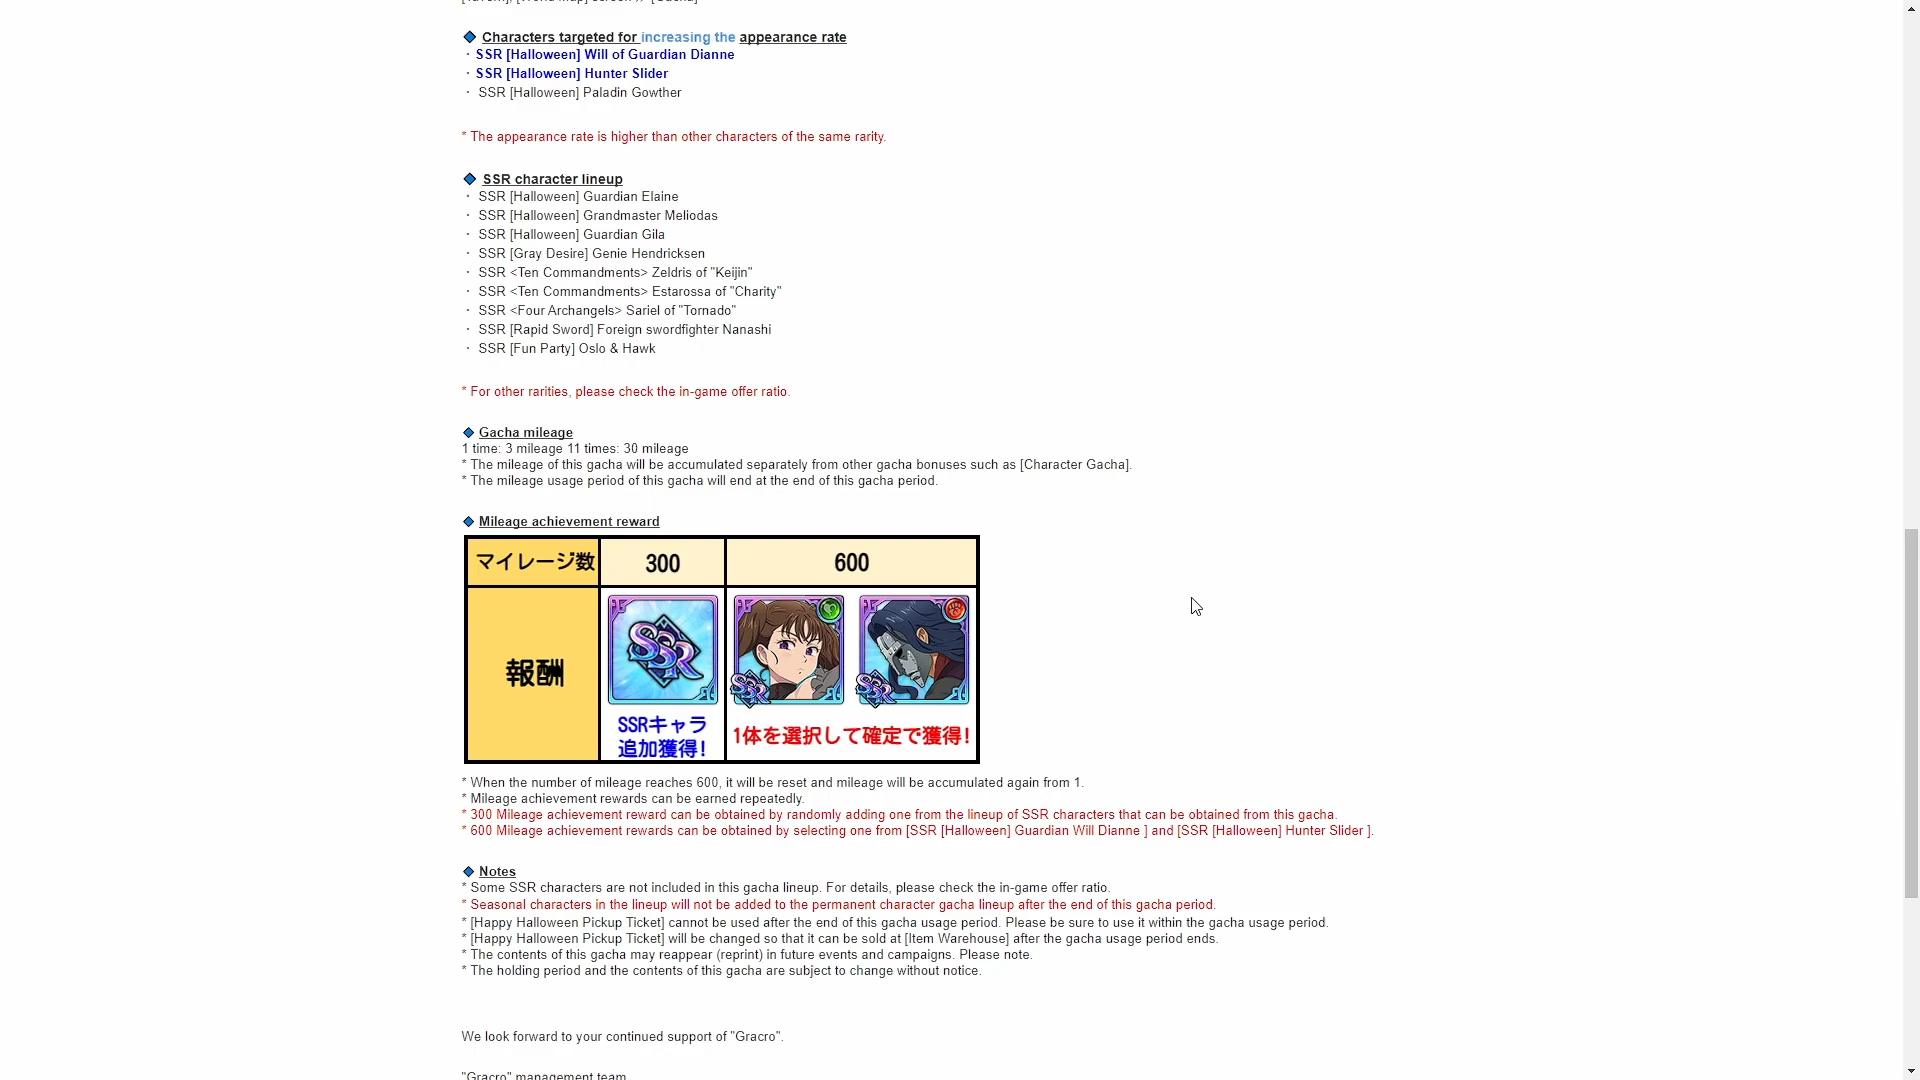 ◆ Characters targeted for increasing the appearance rate
・ SSR [Halloween] Will of Guardian Dianne
・ SSR [Halloween] Hunter Slider
・ SSR [Halloween] Paladin Gowther
* The appearance rate is higher than other characters of the same rarity.
◆ SSR character lineup
・ SSR [Halloween] Guardian Elaine
・ SSR [Halloween] Grandmaster Meliodas
・ SSR [Halloween] Guardian Gila
・ SSR [Gray Desire] Genie Hendricksen
・ SSR <Ten Commandments> Zeldris of "Keijin"
・ SSR <Ten Commandments> Estarossa of "Charity"
・ SSR <Four Archangels> Sariel of "Tornado"
・ SSR [Rapid Sword] Foreign swordfighter Nanashi
・ SSR [Fun Party] Oslo & Hawk
* For other rarities, please check the in-game offer ratio.
◆ Gacha mileage
1 time: 3 mileage 11 times: 30 mileage
* The mileage of this gacha will be accumulated separately from other gacha bonuses such as [Character Gacha].
* The mileage usage period of this gacha will end at the end of this gacha period.
◆ Mileage achievement reward
マイレージ数 300 600
報酬
SSR SSR SSR
SSRキャラ
追加獲得!
1体を選択して確定で獲得!
* When the number of mileage reaches 600, it will be reset and mileage will be accumulated again from 1.
* Mileage achievement rewards can be earned repeatedly.
* 300 Mileage achievement reward can be obtained by randomly adding one from the lineup of SSR characters that can be obtained from this gacha.
* 600 Mileage achievement rewards can be obtained by selecting one from [SSR [Halloween] Guardian Will Dianne ] and [SSR [Halloween] Hunter Slider ].
◆ Notes
* Some SSR characters are not included in this gacha lineup. For details, please check the in-game offer ratio.
* Seasonal characters in the lineup will not be added to the permanent character gacha lineup after the end of this gacha period.
* [Happy Halloween Pickup Ticket] cannot be used after the end of this gacha usage period. Please be sure to use it within the gacha usage period.
* [Happy Halloween Pickup Ticket] will be changed so that it can be sold at [Item Warehouse] after the gacha usage period ends.
* The contents of this gacha may reappear (reprint) in future events and campaigns. Please note.
* The holding period and the contents of this gacha are subject to change without notice.
We look forward to your continued support of "Gracro".
"Gracro" management team